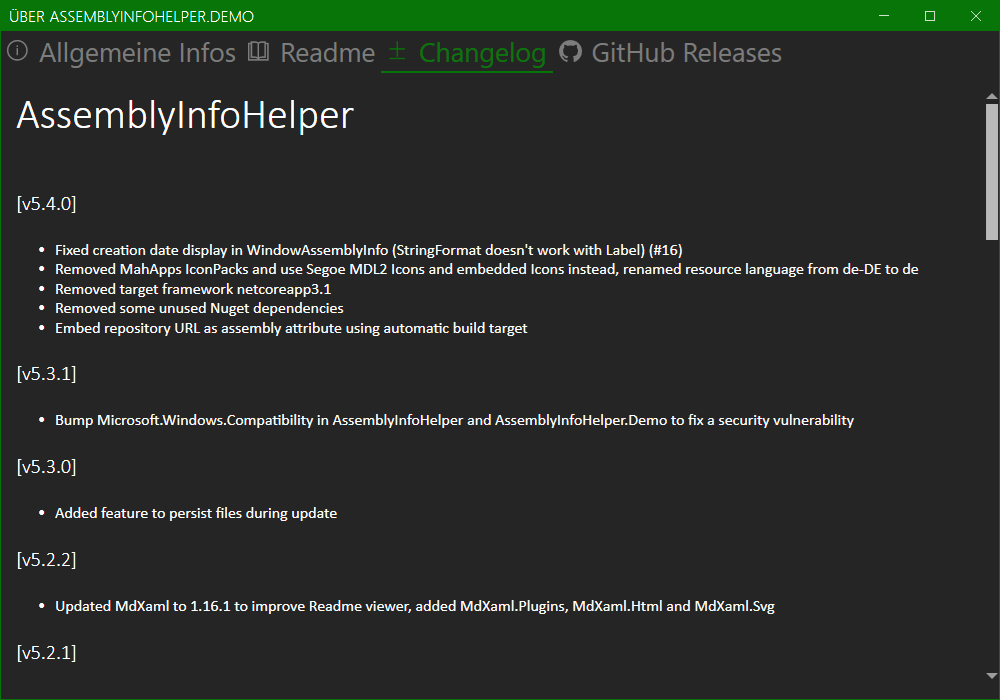 ÜBER ASSEMBLYINFOHELPER.DEMO
Allgemeine Infos Readme Changelog GitHub Releases
AssemblyInfoHelper
[v5.4.0]
• Fixed creation date display in WindowAssemblyInfo (StringFormat doesn't work with Label) (#16)
• Removed MahApps IconPacks and use Segoe MDL2 Icons and embedded Icons instead, renamed resource language from de-DE to de
• Removed target framework netcoreapp3.1
• Removed some unused Nuget dependencies
• Embed repository URL as assembly attribute using automatic build target
[v5.3.1]
• Bump Microsoft.Windows.Compatibility in AssemblyInfoHelper and AssemblyInfoHelper.Demo to fix a security vulnerability
[v5.3.0]
• Added feature to persist files during update
[v5.2.2]
• Updated MdXaml to 1.16.1 to improve Readme viewer, added MdXaml.Plugins, MdXaml.Html and MdXaml.Svg
[v5.2.1]